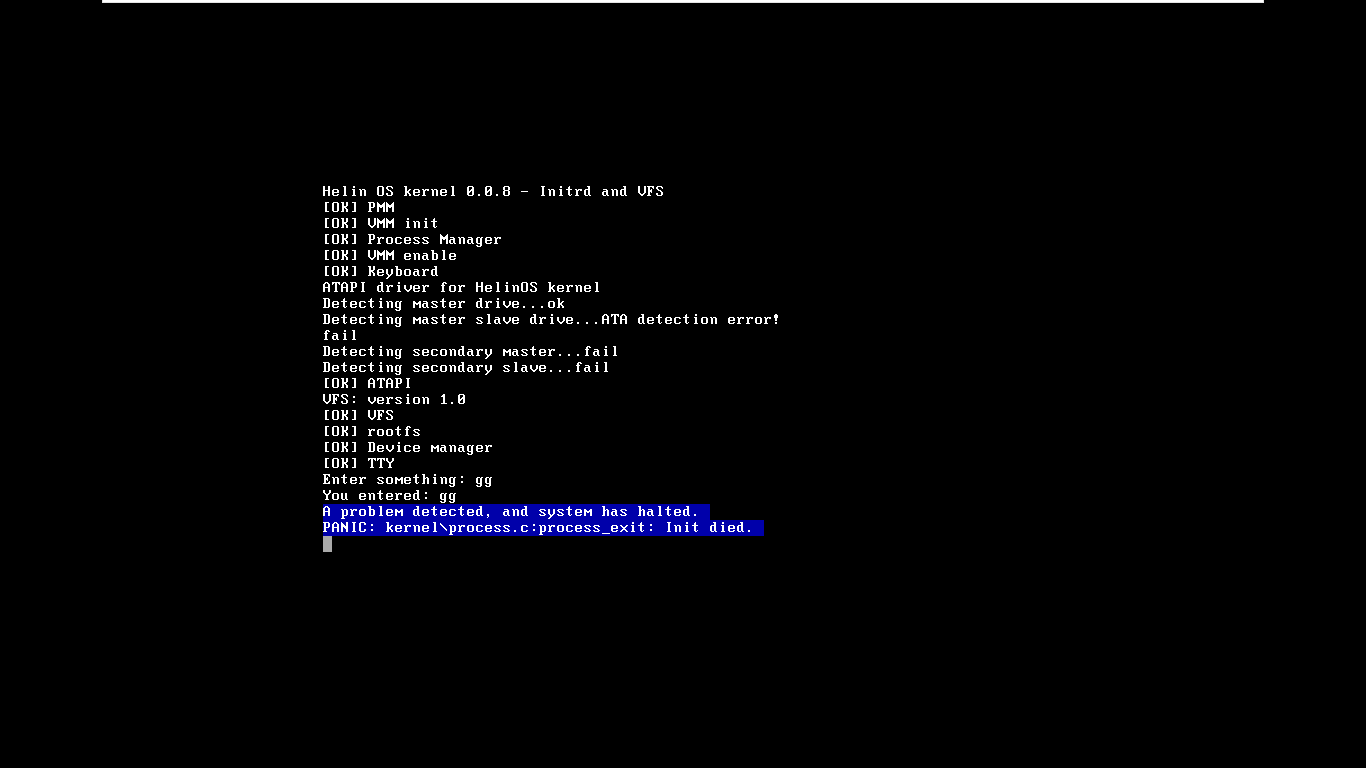 Helin OS kernel 0.0.8 - Initrd and VFS
[OK] PMM
[OK] VMM init
[OK] Process Manager
[OK] VMM enable
[OK] Keyboard
ATAPI driver for HelinOS kernel
Detecting master drive...ok
Detecting master slave drive...ATA detection error!
fail
Detecting secondary master...fail
Detecting secondary slave...fail
[OK] ATAPI
VFS: version 1.0
[OK] VFS
[OK] rootfs
[OK] Device manager
[OK] TTY
Enter something: gg
You entered: gg
A problem detected, and system has halted.
PANIC: kernel\process.c:process_exit: Init died.